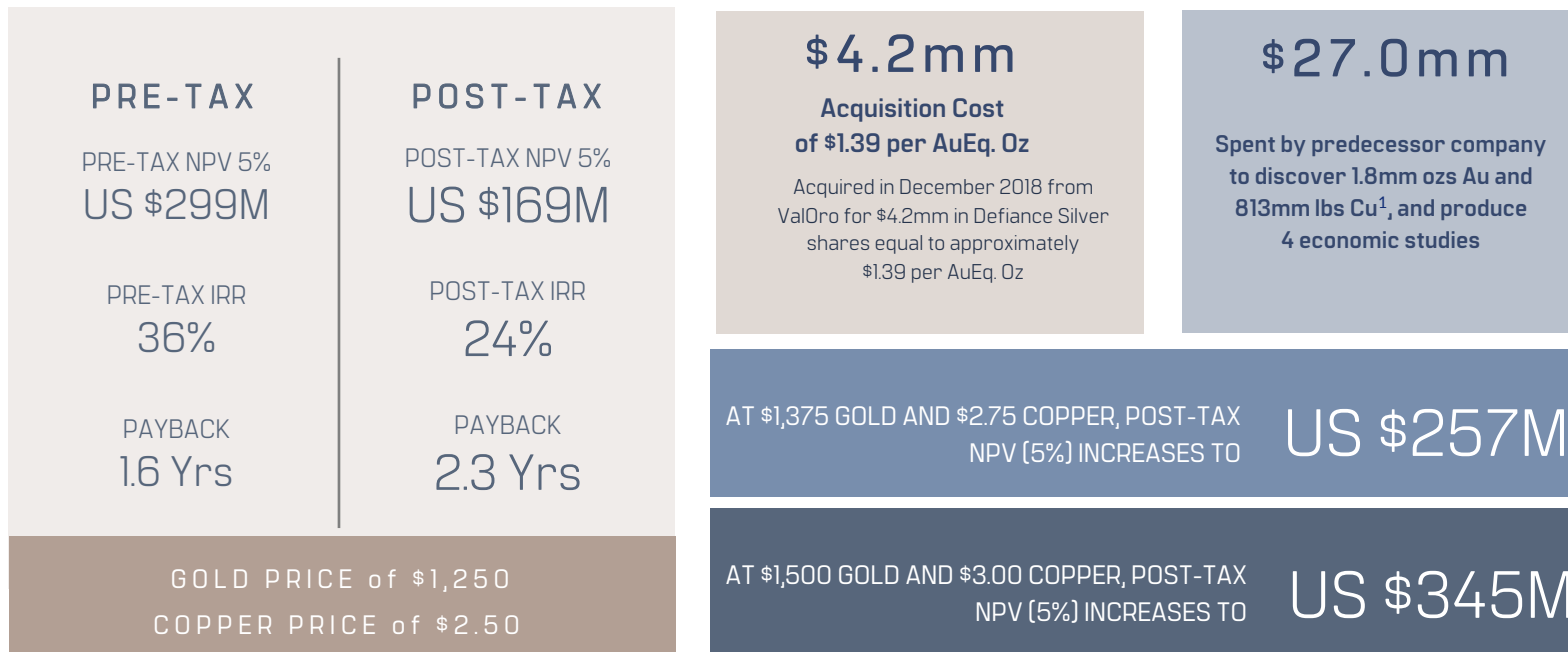 PRE-TAX
PRE-TAX NPV 5%
US $299M
PRE-TAX IRR
36%
PAYBACK
1.6 Yrs
POST-TAX
POST-TAX NPV 5%
US $169M
POST-TAX IRR
24%
PAYBACK
2.3 Yrs
GOLD PRICE of $1,250
COPPER PRICE of $2.50
$4.2mm
Acquisition Cost
of $1.39 per AuEq. Oz
Acquired in December 2018 from
ValOro for $4.2mm in Defiance Silver
shares equal to approximately
$1.39 per AuEq. Oz
$27.0mm
Spent by predecessor company
to discover 1.8mm ozs Au and
813mm lbs Cu¹, and produce
4 economic studies
AT $1,375 GOLD AND $2.75 COPPER, POST-TAX
NPV (5%) INCREASES TO
US $257M
AT $1,500 GOLD AND $3.00 COPPER, POST-TAX
NPV (5%) INCREASES TO
US $345M